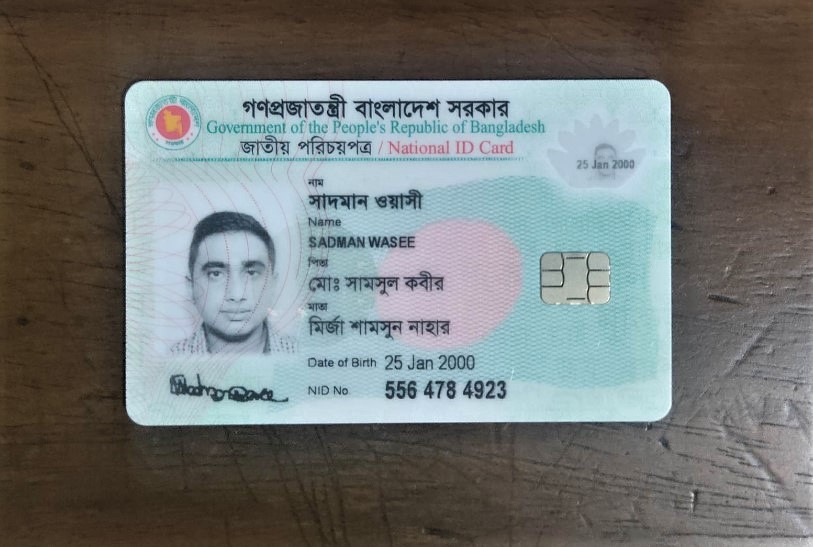 গণপ্রজাতন্ত্রী বাংলাদেশ সরকার
Government of the People's Republic of Bangladesh
জাতীয় পরিচয়পত্র / National ID Card
25 Jan 2000
নাম
সাদমান ওয়াসী
Name
SADMAN WASEE
পিতা
মোঃ সামসুল কবীর
মাতা
মির্জা শামসুন নাহার
Date of Birth 25 Jan 2000
NID No. 556 478 4923